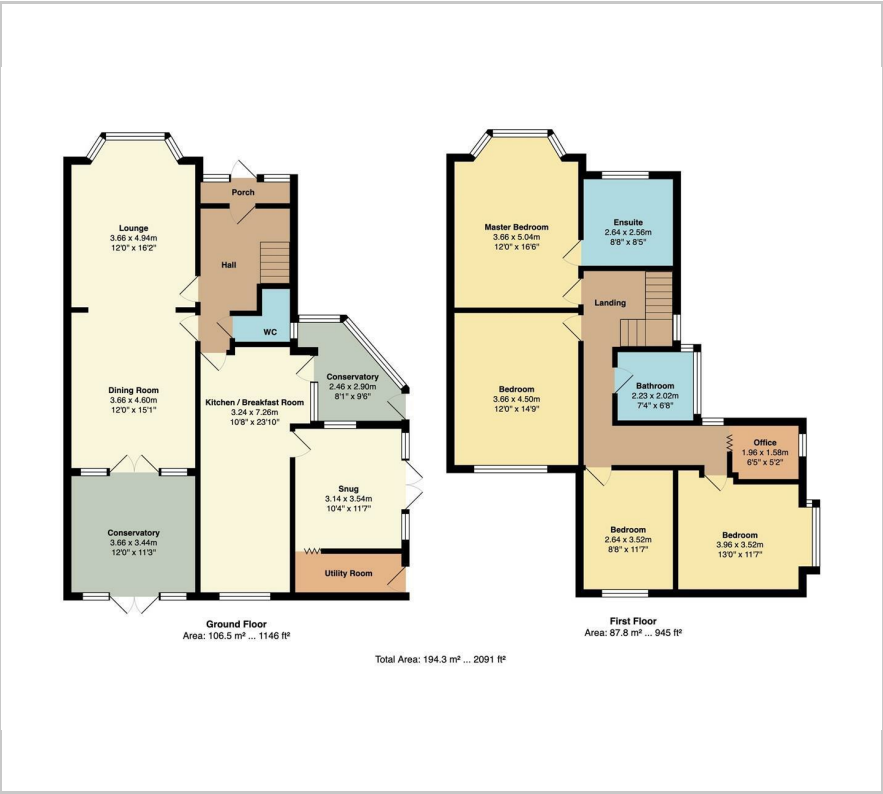 Lounge
3.66 x 4.94m
12'0" x 16'2"
Porch
Hall
WC
Dining Room
3.66 x 4.60m
12'0" x 15'1"
Kitchen / Breakfast Room
3.24 x 7.26m
10'8" x 23'10"
Conservatory
2.46 x 2.90m
8'1" x 9'6"
Snug
3.14 x 3.54m
10'4" x 11'7"
Conservatory
3.66 x 3.44m
12'0" x 11'3"
Utility Room
Ground Floor
Area: 106.5 m² ... 1146 ft²
Master Bedroom
3.66 x 5.04m
12'0" x 16'6"
Ensuite
2.64 x 2.56m
8'8" x 8'5"
Landing
Bedroom
3.66 x 4.50m
12'0" x 14'9"
Bathroom
2.23 x 2.02m
7'4" x 6'8"
Office
1.96 x 1.58m
6'5" x 5'2"
Bedroom
2.64 x 3.52m
8'8" x 11'7"
Bedroom
3.96 x 3.52m
13'0" x 11'7"
First Floor
Area: 87.8 m² ... 945 ft²
Total Area: 194.3 m² ... 2091 ft²